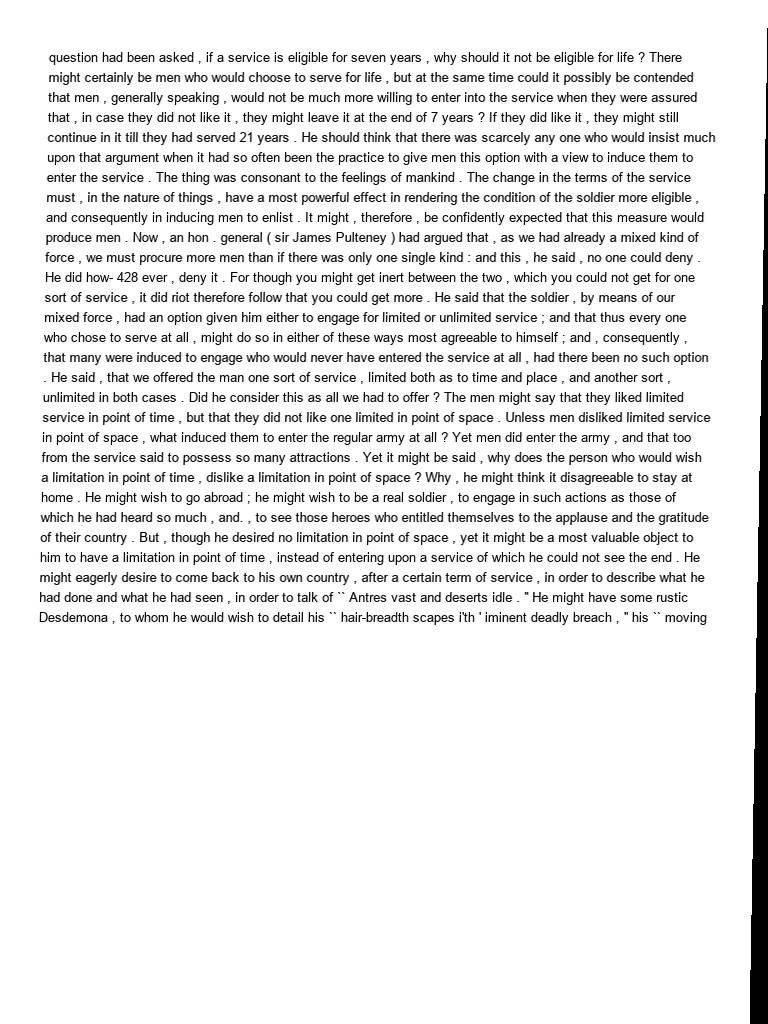 question had been asked , if a service is eligible for seven years , why should it not be eligible for life ? There
might certainly be men who would choose to serve for life , but at the same time could it possibly be contended
that men , generally speaking , would not be much more willing to enter into the service when they were assured
that , in case they did not like it , they might leave it at the end of 7 years ? If they did like it , they might still
continue in it till they had served 21 years . He should think that there was scarcely any one who would insist much
upon that argument when it had so often been the practice to give men this option with a view to induce them to
enter the service . The thing was consonant to the feelings of mankind . The change in the terms of the service
must , in the nature of things , have a most powerful effect in rendering the condition of the soldier more eligible ,
and consequently in inducing men to enlist . It might , therefore , be confidently expected that this measure would
produce men . Now , an hon . general ( sir James Pulteney ) had argued that , as we had already a mixed kind of
force , we must procure more men than if there was only one single kind : and this , he said , no one could deny .
He did how- 428 ever , deny it . For though you might get inert between the two , which you could not get for one
sort of service , it did riot therefore follow that you could get more . He said that the soldier , by means of our
mixed force , had an option given him either to engage for limited or unlimited service ; and that thus every one
who chose to serve at all , might do so in either of these ways most agreeable to himself ; and , consequently ,
that many were induced to engage who would never have entered the service at all , had there been no such option
. He said , that we offered the man one sort of service , limited both as to time and place , and another sort ,
unlimited in both cases . Did he consider this as all we had to offer ? The men might say that they liked limited
service in point of time , but that they did not like one limited in point of space . Unless men disliked limited service
in point of space , what induced them to enter the regular army at all ? Yet men did enter the army , and that too
from the service said to possess so many attractions . Yet it might be said , why does the person who would wish
a limitation in point of time , dislike a limitation in point of space ? Why , he might think it disagreeable to stay at
home . He might wish to go abroad ; he might wish to be a real soldier , to engage in such actions as those of
which he had heard so much , and. , to see those heroes who entitled themselves to the applause and the gratitude
of their country . But , though he desired no limitation in point of space , yet it might be a most valuable object to
him to have a limitation in point of time , instead of entering upon a service of which he could not see the end . He
might eagerly desire to come back to his own country , after a certain term of service , in order to describe what he
had done and what he had seen , in order to talk of `` Antres vast and deserts idle . '' He might have some rustic
Desdemona , to whom he would wish to detail his `` hair-breadth scapes i'th ' iminent deadly breach , '' his `` moving